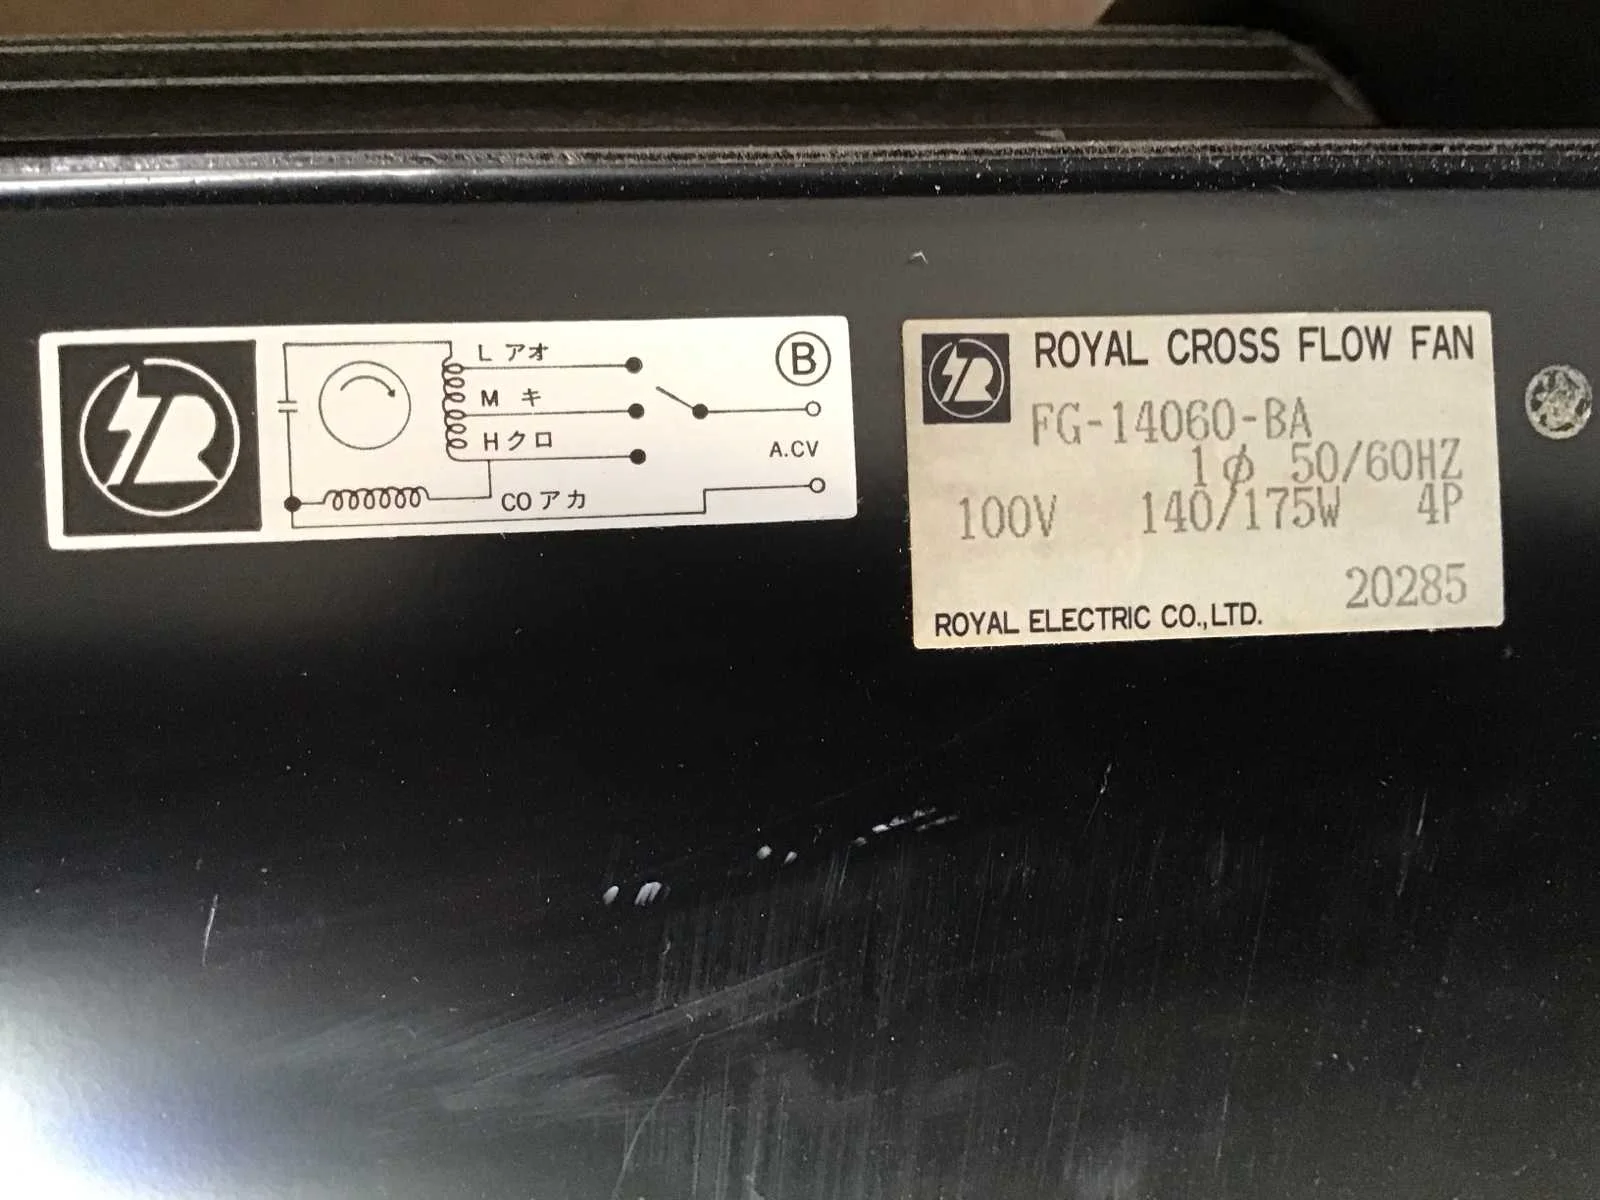 L アオ
M キ
H クロ
CO アカ
A.CV
B
ROYAL CROSS FLOW FAN
FG-14060-BA
1φ 50/60HZ
100V 140/175W 4P
20285
ROYAL ELECTRIC CO.,LTD.